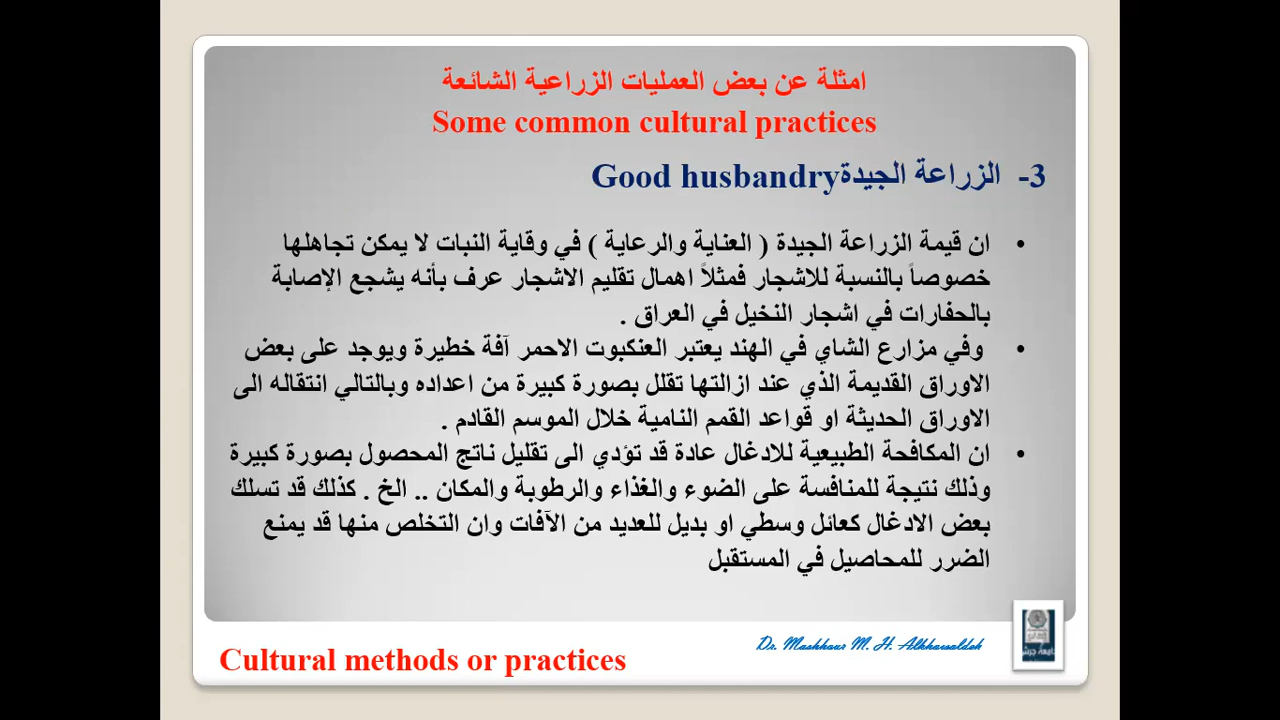 امثلة عن بعض العمليات الزراعية الشائعة
Some common cultural practices
3- الزراعة الجيدةGood husbandry
• ان قيمة الزراعة الجيدة ( العناية والرعاية ) في وقاية النبات لا يمكن تجاهلها
خصوصاً بالنسبة للاشجار فمثلاً اهمال تقليم الاشجار عرف بأنه يشجع الإصابة
بالحفارات في اشجار النخيل في العراق .
• وفي مزارع الشاي في الهند يعتبر العنكبوت الاحمر آفة خطيرة ويوجد على بعض
الاوراق القديمة الذي عند ازالتها تقلل بصورة كبيرة من اعداده وبالتالي انتقاله الى
الاوراق الحديثة او قواعد القمم النامية خلال الموسم القادم .
• ان المكافحة الطبيعية للادغال عادة قد تؤدي الى تقليل ناتج المحصول بصورة كبيرة
وذلك نتيجة للمنافسة على الضوء والغذاء والرطوبة والمكان .. الخ . كذلك قد تسلك
بعض الادغال كعائل وسطي او بديل للعديد من الآفات وان التخلص منها قد يمنع
الضرر للمحاصيل في المستقبل
Dr. Mashhour M. H. Alkhawaldeh
Cultural methods or practices